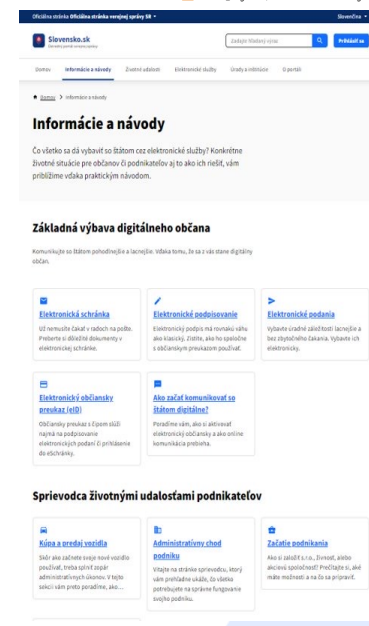 Oficiálna stránka Oficiálna stránka verejnej správy SR
Slovenčina
Slovensko.sk
Ústredný portál verejnej správy
Zadajte hľadaný výraz
Prihlásiť sa
Domov Informácie a návody Životné udalosti Elektronické služby Úrady a inštitúcie O portáli
Domov > Informácie a návody
Informácie a návody
Čo všetko sa dá vybaviť so štátom cez elektronické služby? Konkrétne
životné situácie pre občanov či podnikateľov aj to ako ich riešiť, vám
priblížime vďaka praktickým návodom.
Základná výbava digitálneho občana
Komunikujte so štátom pohodlnejšie a lacnejšie. Vďaka tomu, že sa z vás stane digitálny
občan.
Elektronická schránka
Už nemusíte čakať v radoch na pošte.
Preberte si dôležité dokumenty v
elektronickej schránke.
Elektronické podpisovanie
Elektronický podpis má rovnakú váhu
ako klasický. Zistite, ako ho spoločne
s občianskym preukazom používať.
Elektronické podania
Vybavte úradné záležitosti lacnejšie a
bez zbytočného čakania. Vybavte ich
elektronicky.
Elektronický občiansky
preukaz (eID)
Občiansky preukaz s čipom slúži
najmä na podpisovanie
elektronických podaní či prihlásenie
do eSchránky.
Ako začať komunikovať so
štátom digitálne?
Poradíme vám, ako si aktivovať
elektronický občiansky a ako online
komunikácia prebieha.
Sprievodca životnými udalosťami podnikateľov
Kúpa a predaj vozidla
Skôr ako začnete svoje nové vozidlo
používať, treba splniť zopár
administratívnych úkonov. V tejto
sekcii vám preto poradíme, ako ...
Administratívny chod
podniku
Vitajte na stránke sprievodcu, ktorý
vám prehľadne ukáže, čo všetko
potrebujete na správne fungovanie
svojho podniku.
Začatie podnikania
Ako si založiť s.r.o., živnosť, alebo
akciovú spoločnosť? Prečítajte si, aké
máte možnosti a na čo sa pripraviť.